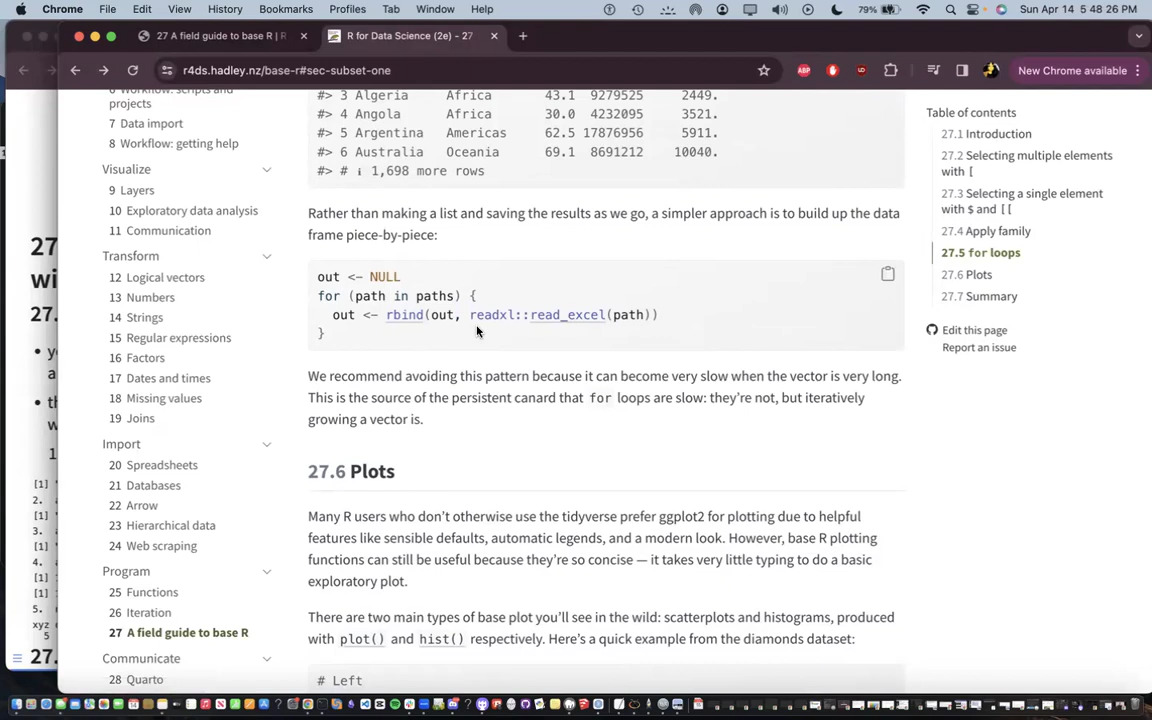 Chrome File Edit View History Bookmarks Profiles Tab Window Help 79% Sun Apr 14 5:48:26 PM
27 A field guide to base R | R for Data Science (2e) - 27
r4ds.hadley.nz/base-r#sec-subset-one
ABP
New Chrome available
6 Workflow: scripts and
projects
7 Data import
8 Workflow: getting help
Visualize
9 Layers
10 Exploratory data analysis
11 Communication
Transform
12 Logical vectors
13 Numbers
14 Strings
15 Regular expressions
16 Factors
17 Dates and times
18 Missing values
19 Joins
Import
20 Spreadsheets
21 Databases
22 Arrow
23 Hierarchical data
24 Web scraping
Program
25 Functions
26 Iteration
27 A field guide to base R
Communicate
28 Quarto
#> 3 Algeria Africa 43.1 9279525 2449.
#> 4 Angola Africa 30.0 4232095 3521.
#> 5 Argentina Americas 62.5 17876956 5911.
#> 6 Australia Oceania 69.1 8691212 10040.
#> # ℹ 1,698 more rows
Rather than making a list and saving the results as we go, a simpler approach is to build up the data
frame piece-by-piece:
out <- NULL
for (path in paths) {
out <- rbind(out, readxl::read_excel(path))
}
We recommend avoiding this pattern because it can become very slow when the vector is very long.
This is the source of the persistent canard that for loops are slow: they're not, but iteratively
growing a vector is.
27.6 Plots
Many R users who don't otherwise use the tidyverse prefer ggplot2 for plotting due to helpful
features like sensible defaults, automatic legends, and a modern look. However, base R plotting
functions can still be useful because they're so concise — it takes very little typing to do a basic
exploratory plot.
There are two main types of base plot you'll see in the wild: scatterplots and histograms, produced
with plot() and hist() respectively. Here's a quick example from the diamonds dataset:
# Left
Table of contents
27.1 Introduction
27.2 Selecting multiple elements
with [
27.3 Selecting a single element
with $ and [[
27.4 Apply family
27.5 for loops
27.6 Plots
27.7 Summary
Edit this page
Report an issue
27.
wi
27.
[1]
2.
[1]
3.
[1]
4.
[1]
5.
xyz
5
27.